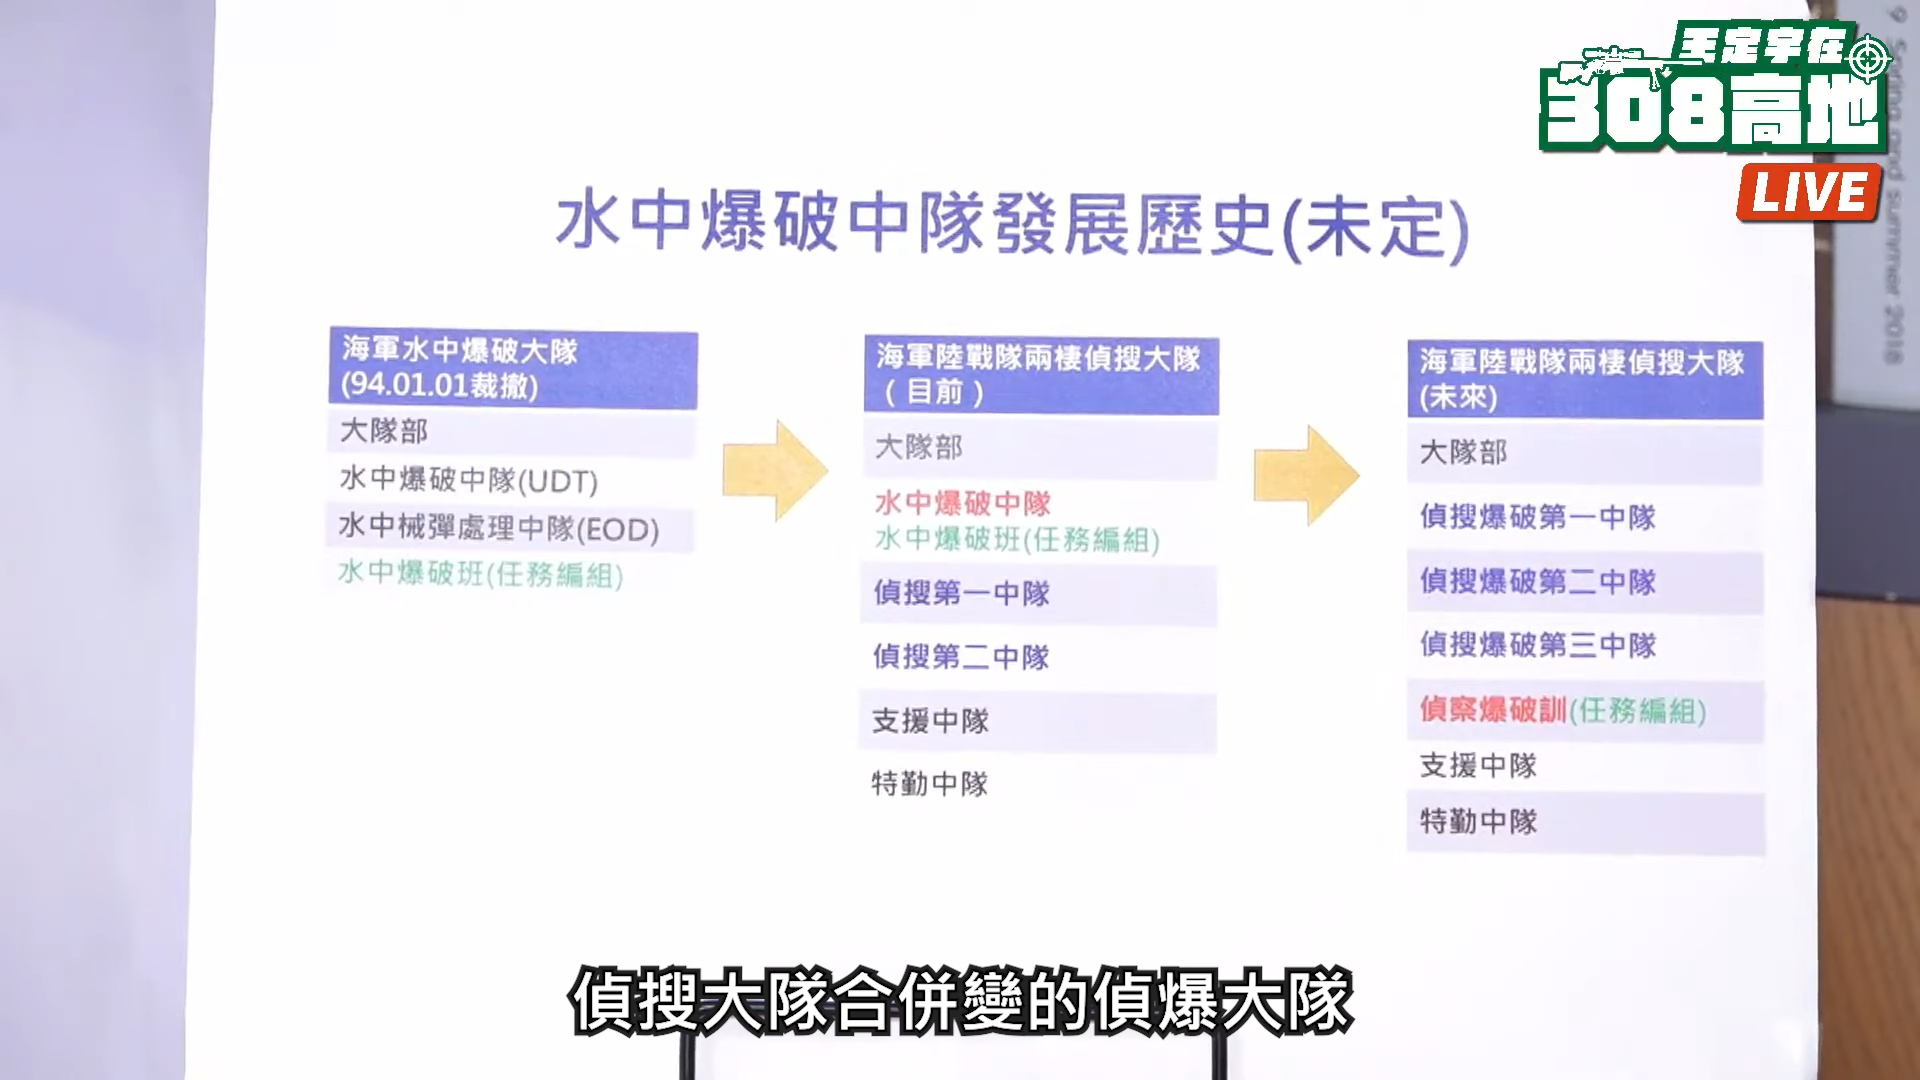 王定宇在
308高地
LIVE
9 Spring and summer 2018
水中爆破中隊發展歷史(未定)
海軍水中爆破大隊
(94.01.01裁撤)
大隊部
水中爆破中隊(UDT)
水中械彈處理中隊(EOD)
水中爆破班(任務編組)
海軍陸戰隊兩棲偵搜大隊
(目前)
大隊部
水中爆破中隊
水中爆破班(任務編組)
偵搜第一中隊
偵搜第二中隊
支援中隊
特勤中隊
海軍陸戰隊兩棲偵搜大隊
(未來)
大隊部
偵搜爆破第一中隊
偵搜爆破第二中隊
偵搜爆破第三中隊
偵察爆破訓(任務編組)
支援中隊
特勤中隊
偵搜大隊合併變的偵爆大隊